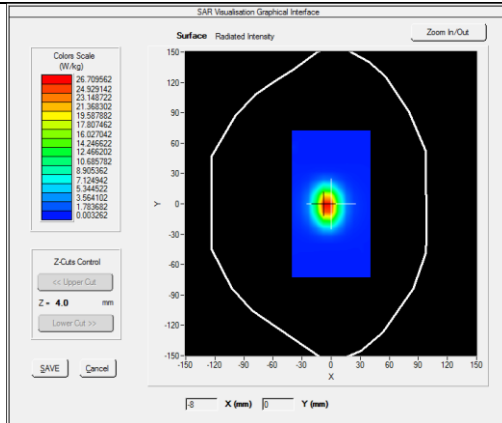 SAR Visualisation Graphical Interface
Surface Radiated Intensity
Zoom In/Out
Colors Scale
(W/kg)
26.709562
24.929142
23.148722
21.368302
19.587882
17.807462
16.027042
14.246622
12.466202
10.685782
8.905362
7.124942
5.344522
3.564102
1.783682
0.003262
Z-Cuts Control
<< Upper Cut
Z = 4.0 mm
Lower Cut >>
SAVE Cancel
150-
120-
90-
60-
30-
0-
-30-
-60-
-90-
-120-
-150-
Y
-150 -120 -90 -60 -30 0 30 60 90 120 150
X
-8 X (mm) 0 Y (mm)